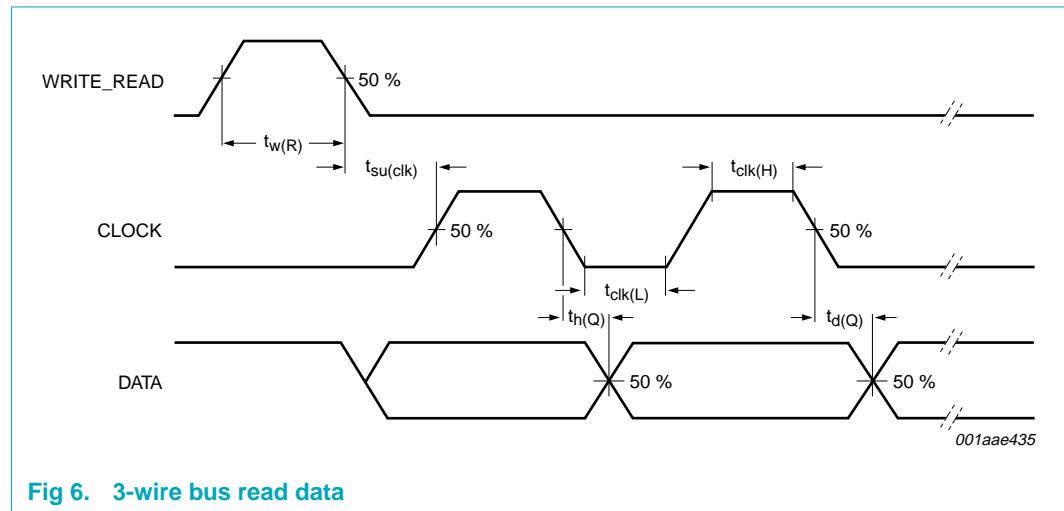 WRITE_READ
50 %
tw(R)
tsu(clk)
tclk(H)
CLOCK
50 %
50 %
tclk(L)
th(Q)
td(Q)
DATA
50 %
50 %
001aae435
Fig 6. 3-wire bus read data